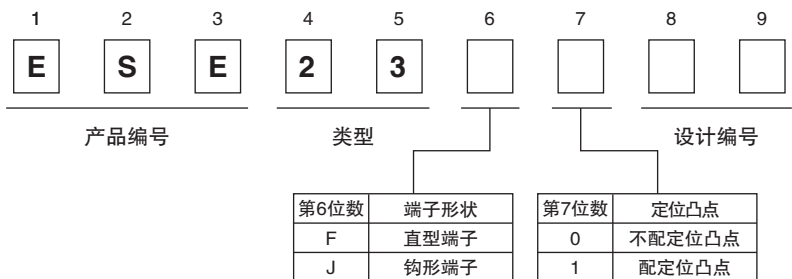 1 2 3 4 5 6 7 8 9
E S E 2 3
产品编号 类型 设计编号
第6位数 端子形状 第7位数 定位凸点
F 直型端子 0 不配定位凸点
J 钩形端子 1 配定位凸点